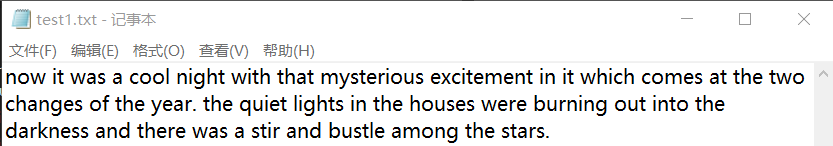 test1.txt - 记事本
文件(F) 编辑(E) 格式(O) 查看(V) 帮助(H)
now it was a cool night with that mysterious excitement in it which comes at the two
changes of the year. the quiet lights in the houses were burning out into the
darkness and there was a stir and bustle among the stars.